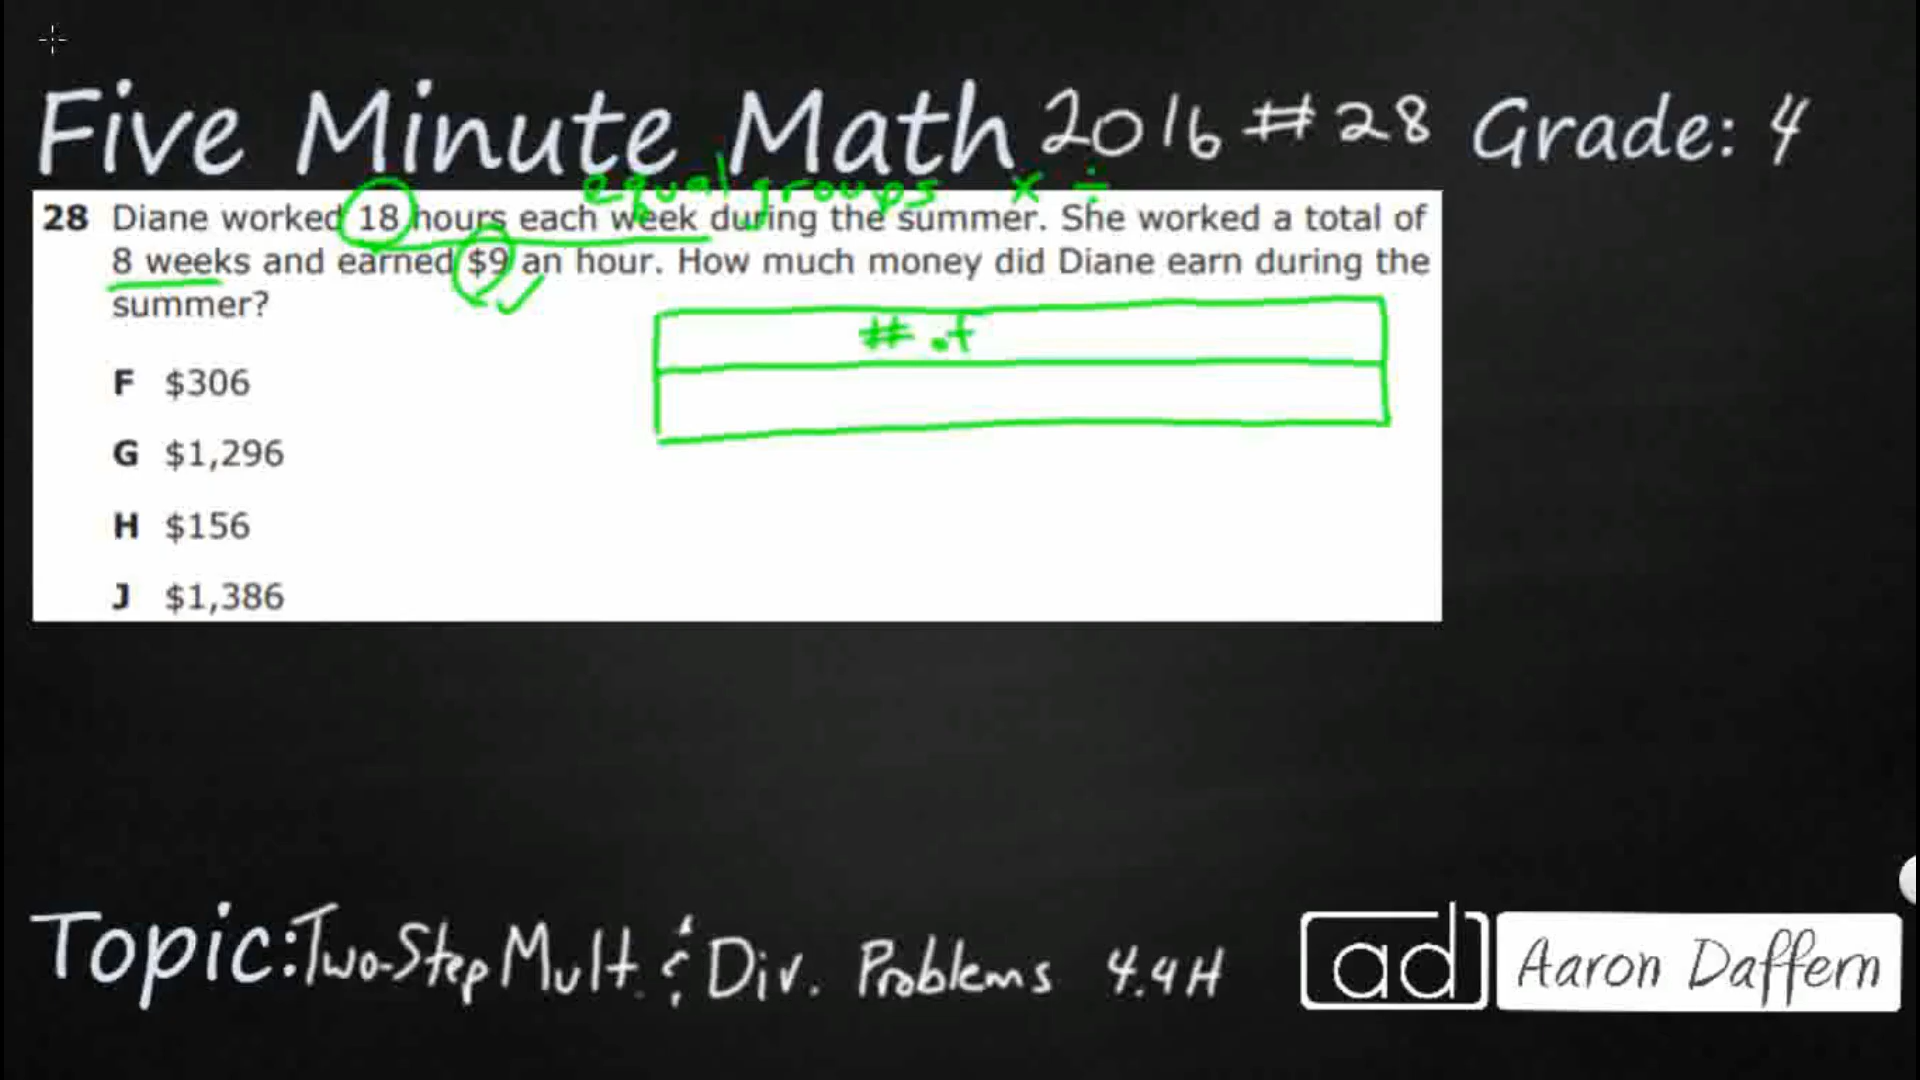 Five Minute Math 2016 #28 Grade: 4
equal groups × ÷
28 Diane worked 18 hours each week during the summer. She worked a total of
8 weeks and earned $9 an hour. How much money did Diane earn during the
summer?
# of
F $306
G $1,296
H $156
J $1,386
Topic: Two-Step Mult. & Div. Problems 4.4H
ad Aaron Daffern